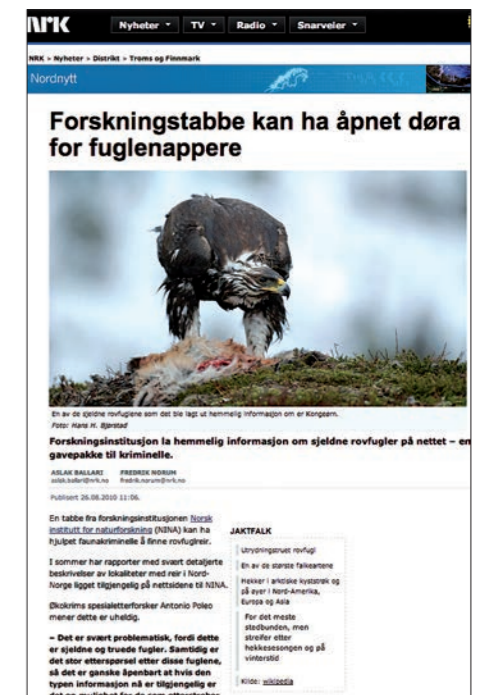 NRK
Nyheter TV Radio Snarveier
NRK > Nyheter > Distrikt > Troms og Finnmark
Nordnytt
Forskningstabbe kan ha åpnet døra
for fuglenappere
En av de sjeldne rovfuglene som det ble lagt ut hemmelig informasjon om er Kongeørn.
Foto: Hans H. Bjørstad
Forskningsinstitusjon la hemmelig informasjon om sjeldne rovfugler på nettet – en
gavepakke til kriminelle.
ASLAK BALLARI FREDRIK NORUM
aslak.ballari@nrk.no fredrik.norum@nrk.no
Publisert 26.08.2010 11:06.
En tabbe fra forskningsinstitusjonen Norsk
institutt for naturforskning (NINA) kan ha
hjulpet faunakriminelle å finne rovfuglreir.
I sommer har rapporter med svært detaljerte
beskrivelser av lokaliteter med reir i Nord-
Norge ligget tilgjengelig på nettsidene til NINA.
Økokrims spesialetterforsker Antonio Poleo
mener dette er uheldig.
– Det er svært problematisk, fordi dette
er sjeldne og truede fugler. Samtidig er
det stor etterspørsel etter disse fuglene,
så det er ganske åpenbart at hvis den
typen informasjon nå er tilgjengelig er
JAKTFALK
Utrydningstruet rovfugl
En av de største falkeartene
Hekker i arktiske kyststrøk og
på øyer i Nord-Amerika,
Europa og Asia
For det meste
stedbunden, men
streifer etter
hekkesesongen og på
vinterstid
Kilde: wikipedia